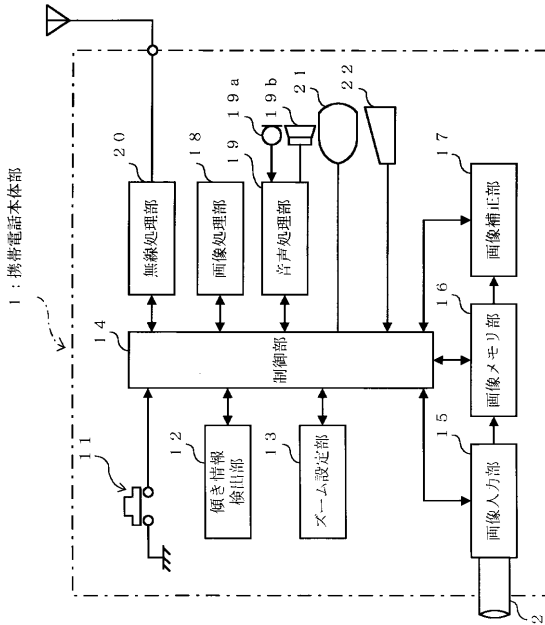 1：携帯電話本体部
11
14
制御部
20
無線処理部
18
画像処理部
19
音声処理部
19a
19b
21
22
12
傾き情報
検出部
13
ズーム設定部
15
画像入力部
16
画像メモリ部
17
画像補正部
2